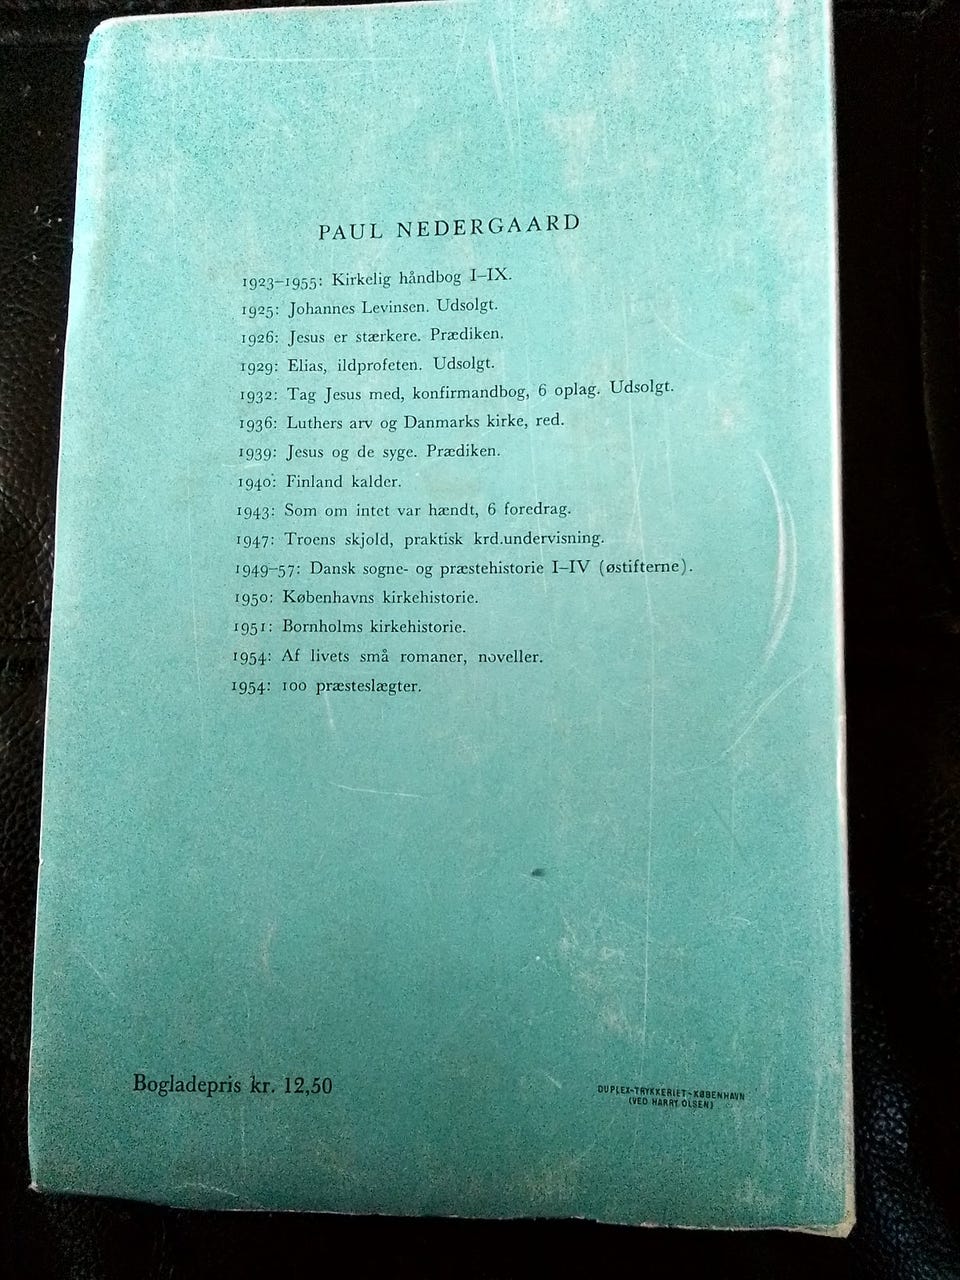 PAUL NEDERGAARD
1923–1955: Kirkelig håndbog I–IX.
1925: Johannes Levinsen. Udsolgt.
1926: Jesus er stærkere. Prædiken.
1929: Elias, ildprofeten. Udsolgt.
1932: Tag Jesus med, konfirmandbog, 6 oplag. Udsolgt.
1936: Luthers arv og Danmarks kirke, red.
1939: Jesus og de syge. Prædiken.
1940: Finland kalder.
1943: Som om intet var hændt, 6 foredrag.
1947: Troens skjold, praktisk krd.undervisning.
1949–57: Dansk sogne- og præstehistorie I–IV (østifterne).
1950: Københavns kirkehistorie.
1951: Bornholms kirkehistorie.
1954: Af livets små romaner, noveller.
1954: 100 præsteslægter.
Bogladepris kr. 12,50
DUPLEX-TRYKKERIET-KØBENHAVN
(VED HARRY OLSEN)